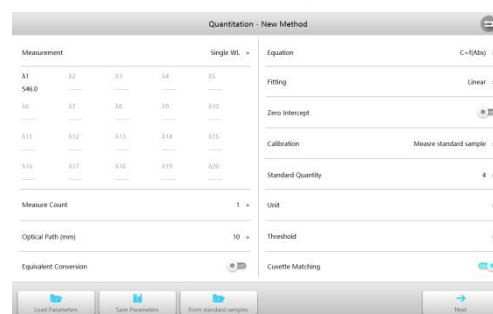 Quantitation - New Method
Measurement Single WL >
λ1 λ2 λ3 λ4 λ5
546.0 ---- ---- ---- ----
λ6 λ7 λ8 λ9 λ10
λ11 λ12 λ13 λ14 λ15
λ16 λ17 λ18 λ19 λ20
Measure Count 1 >
Optical Path (mm) 10 >
Equivalent Conversion
Equation C=f(Abs)
Fitting Linear
Zero Intercept
Calibration Measre standard sample
Standard Quantity 4
Unit
Threshold
Cuvette Matching
Load Parameters Save Parameters From standard samples Next